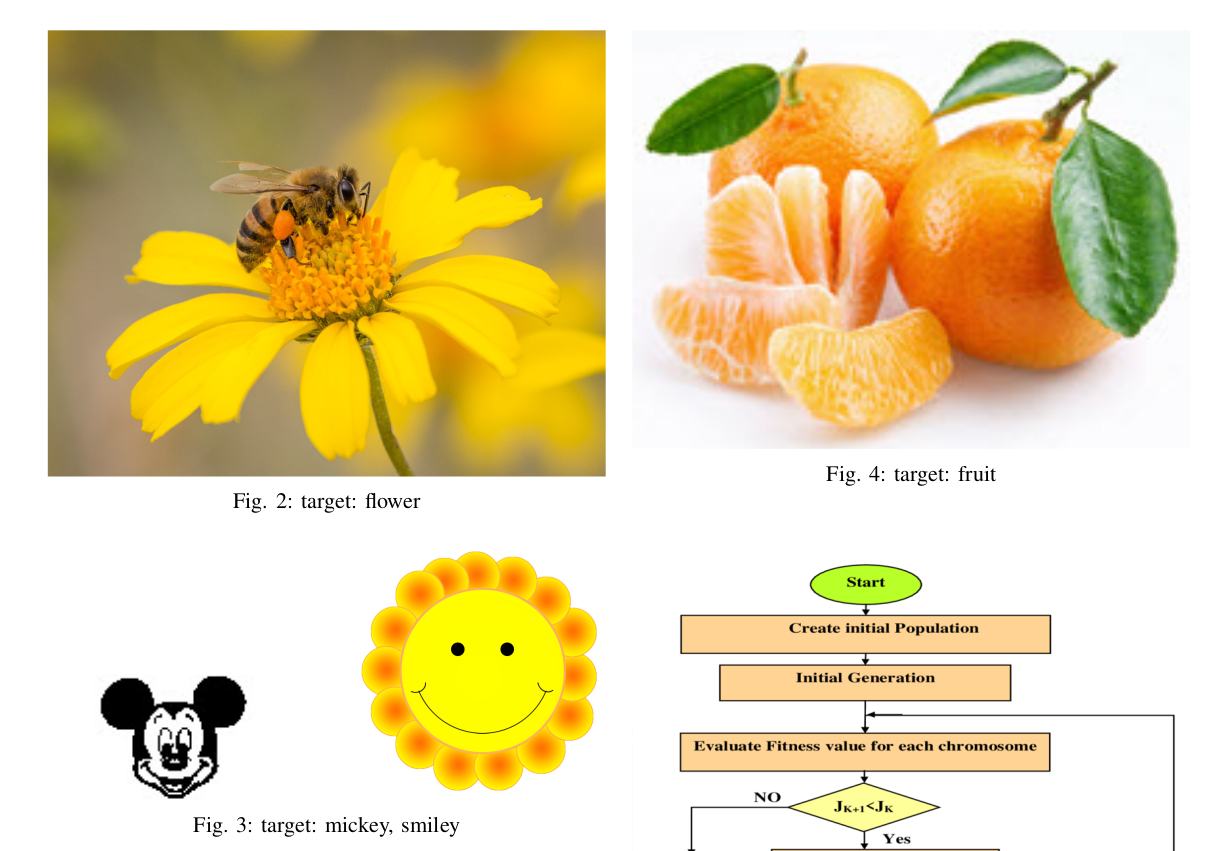 Fig. 2: target: flower
Fig. 3: target: mickey, smiley
Fig. 4: target: fruit
Start
Create initial Population
Initial Generation
Evaluate Fitness value for each chromosome
NO
J_{K+1}<J_K
Yes